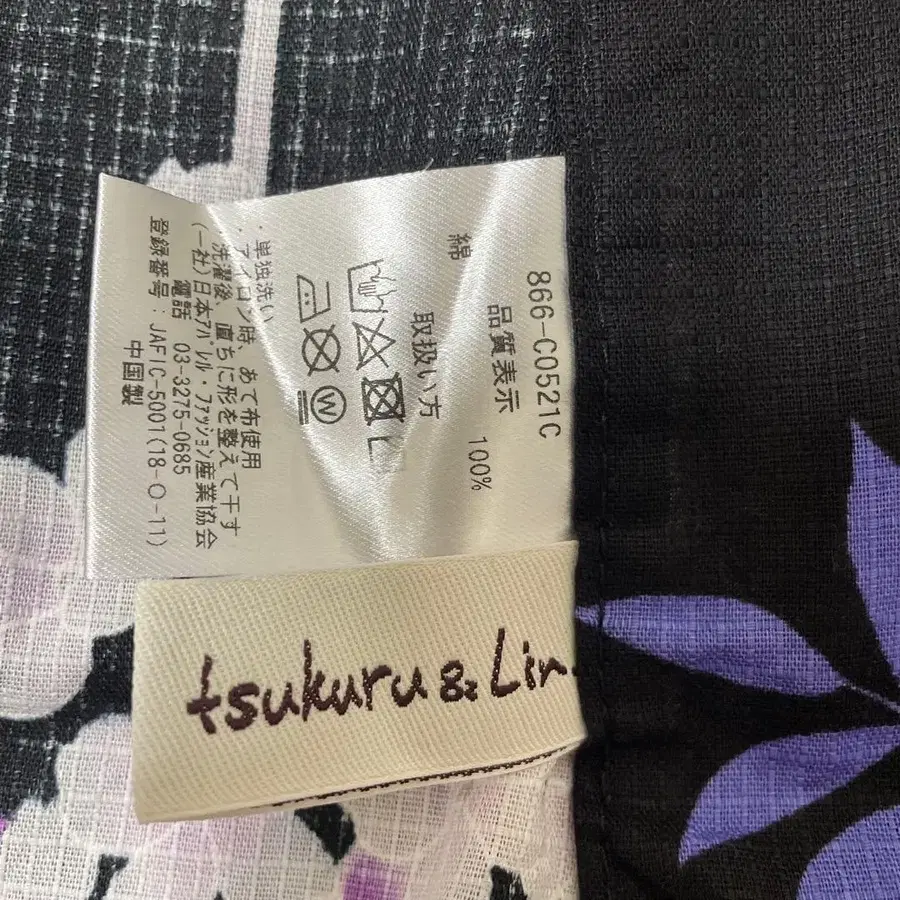 866-C0521C
品質表示
綿 100%
取扱い方
W
・単独洗い
・アイロン時、あて布使用
洗濯後、直ちに形を整えて干す
(一社)日本アパレル・ファッション産業協会
電話 03-3275-0685
登録番号: JAFIC-5001(18-O-11)
中国製
tsukuru & Lin